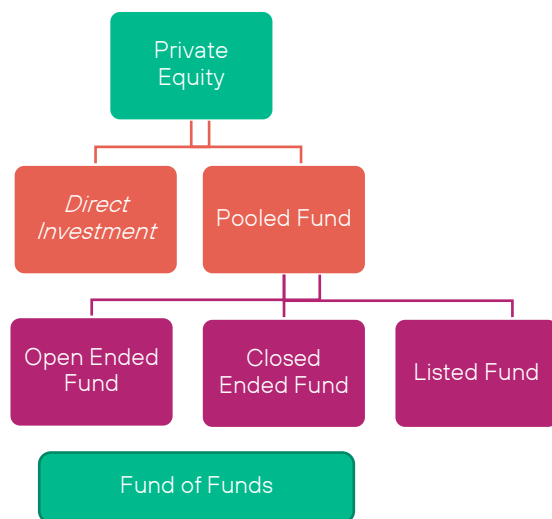 Private
Equity
Direct
Investment
Pooled Fund
Open Ended
Fund
Closed
Ended Fund
Listed Fund
Fund of Funds